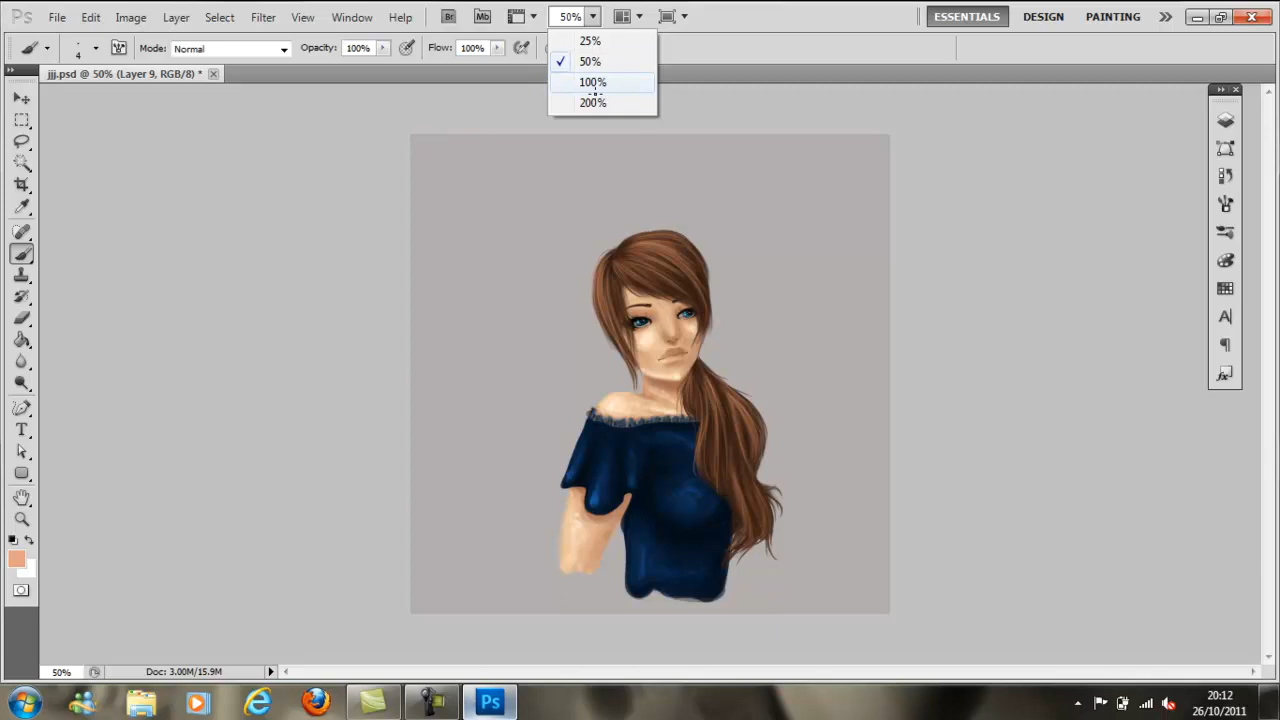 Ps File Edit Image Layer Select Filter View Window Help Br Mb 50% ESSENTIALS DESIGN PAINTING
4 Mode: Normal Opacity: 100% Flow: 100%
25%
50%
100%
200%
jjj.psd @ 50% (Layer 9, RGB/8) *
50% Doc: 3.00M/15.9M
Ps
20:12
26/10/2011